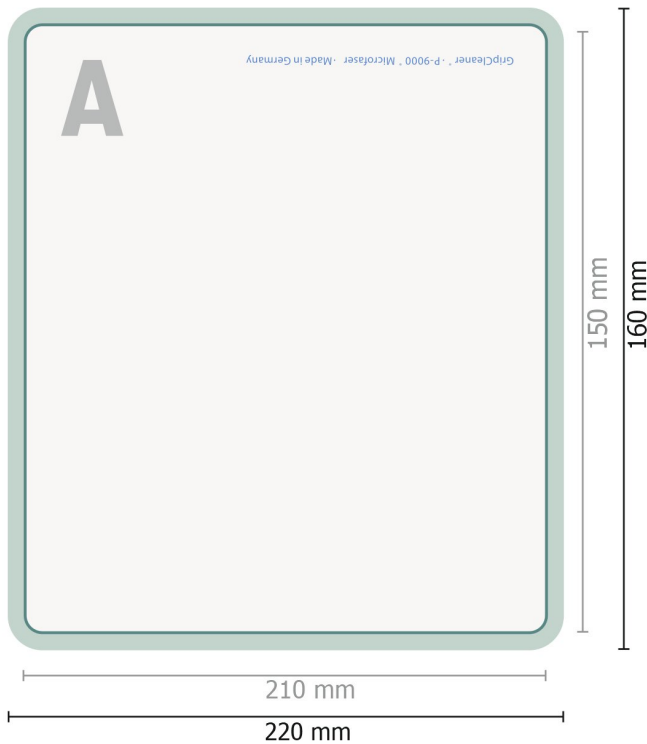 A
GripCleaner ® · P-9000 ® Microfaser · Made in Germany
150 mm
160 mm
210 mm
220 mm